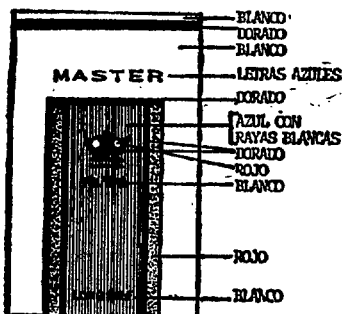 BLANCO
DORADO
BLANCO
MASTER
LETRAS AZULES
DORADO
AZUL CON
RAYAS BLANCAS
DORADO
ROJO
BLANCO
ROJO
BLANCO